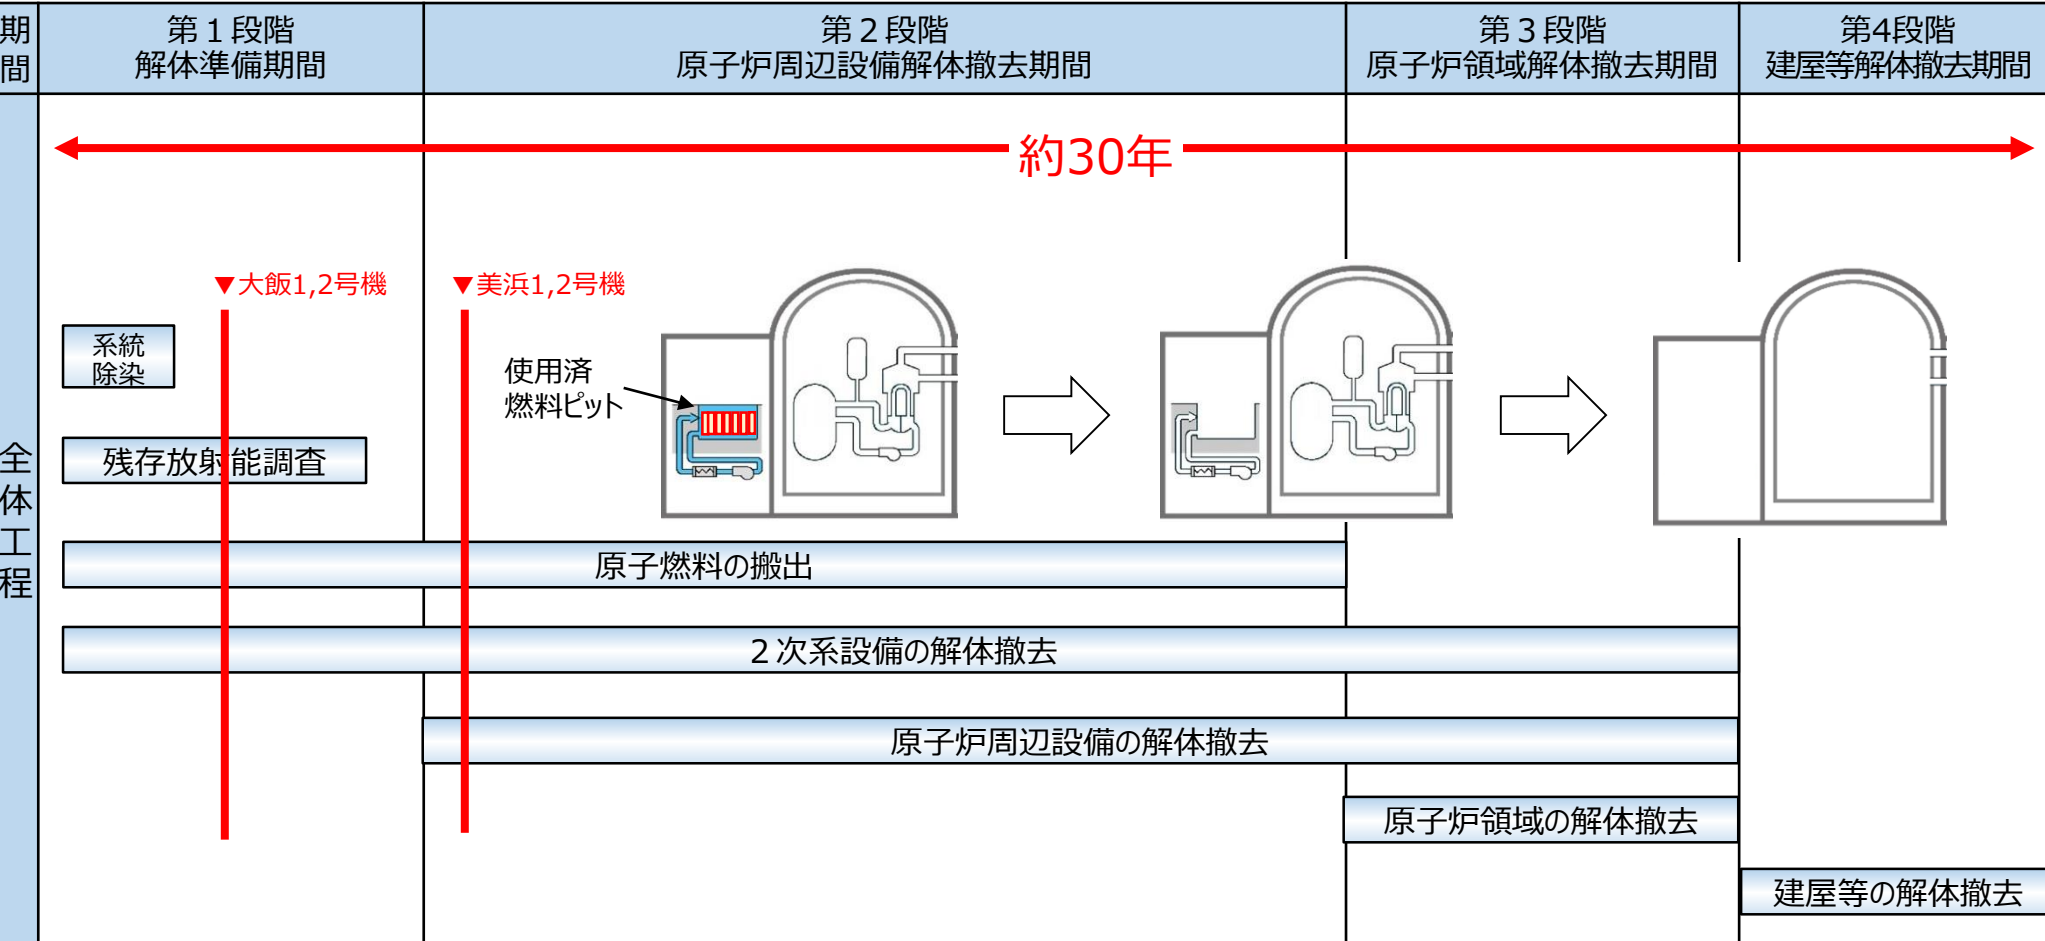 期間
第１段階
解体準備期間
第２段階
原子炉周辺設備解体撤去期間
第３段階
原子炉領域解体撤去期間
第4段階
建屋等解体撤去期間
全体工程
約30年
▼大飯1,2号機
▼美浜1,2号機
系統
除染
使用済
燃料ピット
残存放射能調査
原子燃料の搬出
２次系設備の解体撤去
原子炉周辺設備の解体撤去
原子炉領域の解体撤去
建屋等の解体撤去